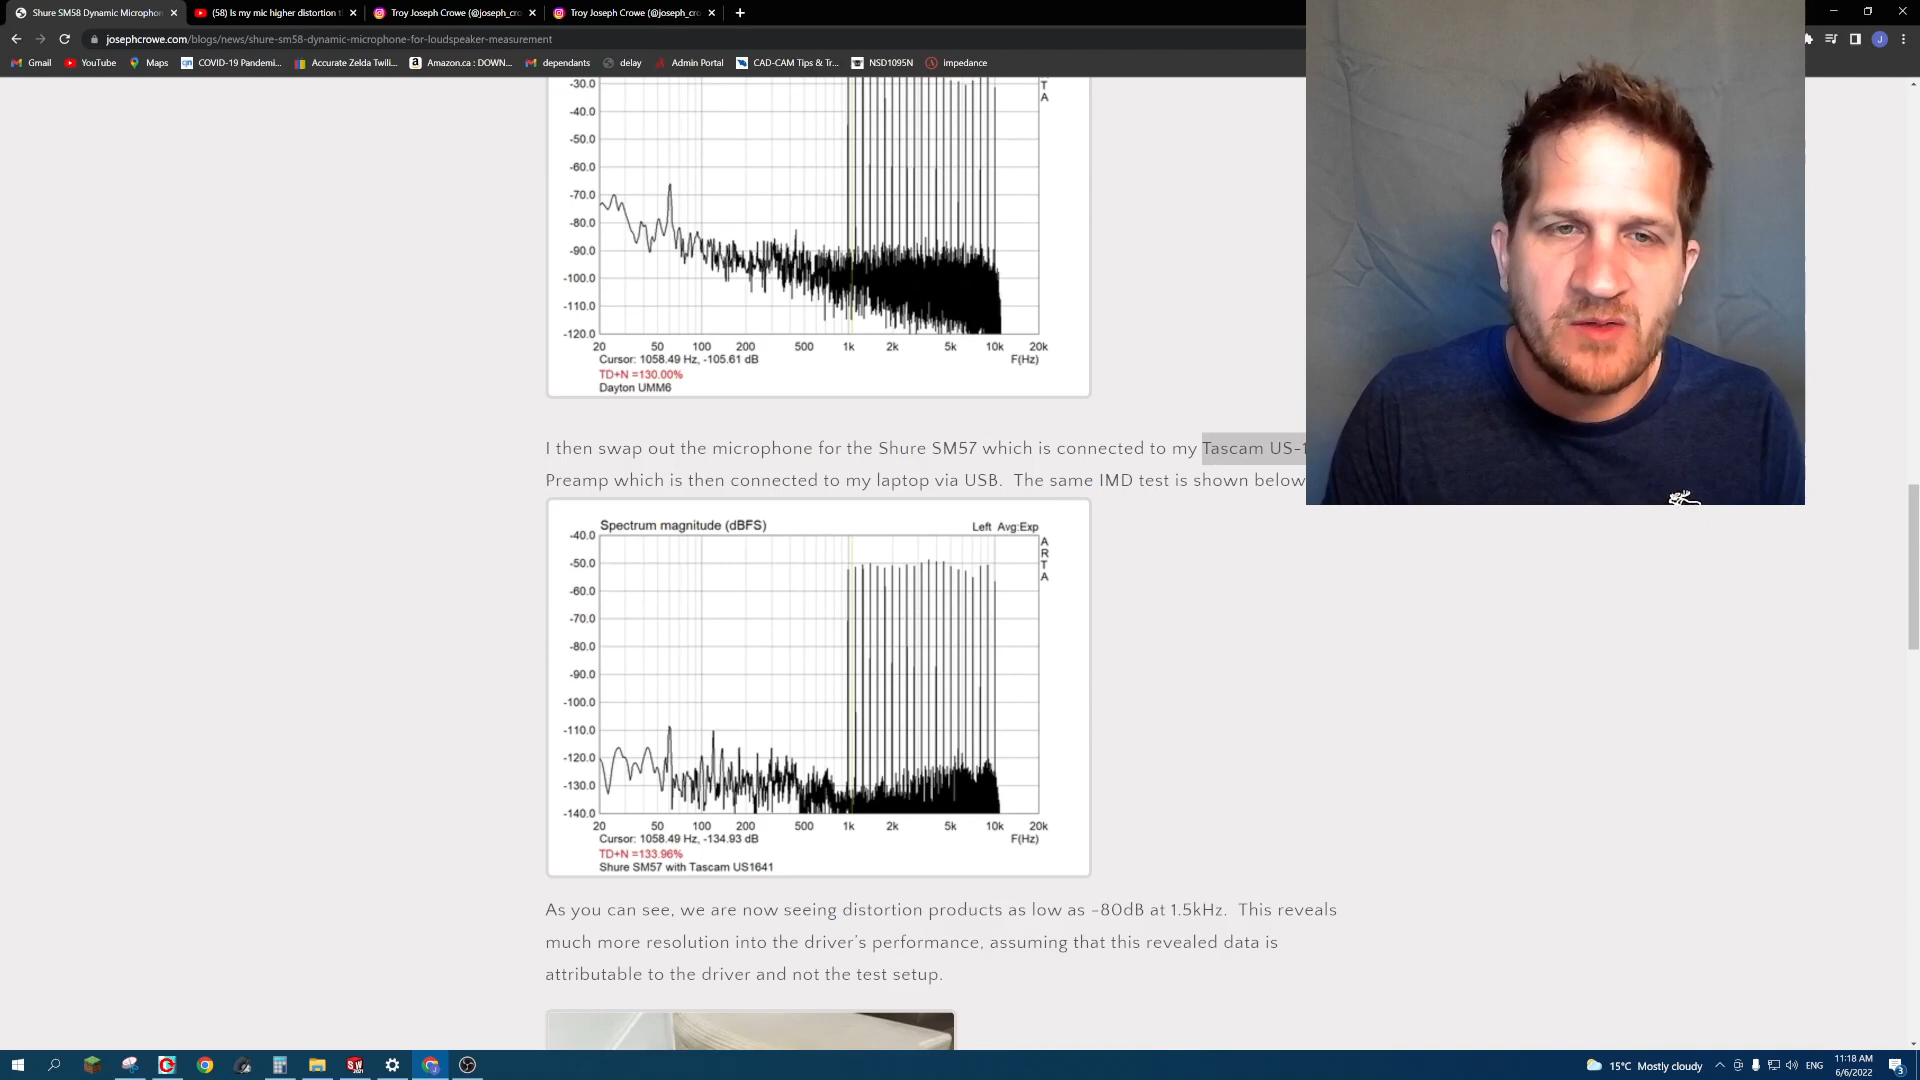 Shure SM58 Dynamic Microphon
(58) Is my mic higher distortion t
Troy Joseph Crowe (@joseph_cro
Troy Joseph Crowe (@joseph_cro
josephcrowe.com/blogs/news/shure-sm58-dynamic-microphone-for-loudspeaker-measurement
Gmail YouTube Maps COVID-19 Pandemi... Accurate Zelda Twili... Amazon.ca : DOWN... dependants delay Admin Portal CAD-CAM Tips & Tr... NSD1095N impedance
-30.0
-40.0
-50.0
-60.0
-70.0
-80.0
-90.0
-100.0
-110.0
-120.0
T
A
20 50 100 200 500 1k 2k 5k 10k 20k
Cursor: 1058.49 Hz, -105.61 dB F(Hz)
TD+N =130.00%
Dayton UMM6
I then swap out the microphone for the Shure SM57 which is connected to my Tascam US-1
Preamp which is then connected to my laptop via USB. The same IMD test is shown below
Spectrum magnitude (dBFS) Left Avg:Exp
-40.0
-50.0
-60.0
-70.0
-80.0
-90.0
-100.0
-110.0
-120.0
-130.0
-140.0
A
R
T
A
20 50 100 200 500 1k 2k 5k 10k 20k
Cursor: 1058.49 Hz, -134.93 dB F(Hz)
TD+N =133.96%
Shure SM57 with Tascam US1641
As you can see, we are now seeing distortion products as low as -80dB at 1.5kHz. This reveals
much more resolution into the driver's performance, assuming that this revealed data is
attributable to the driver and not the test setup.
15°C Mostly cloudy ENG 11:18 AM
6/6/2022